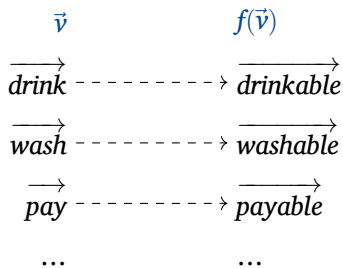 v⃗ f(v⃗)
drink drinkable
wash washable
pay payable
... ...